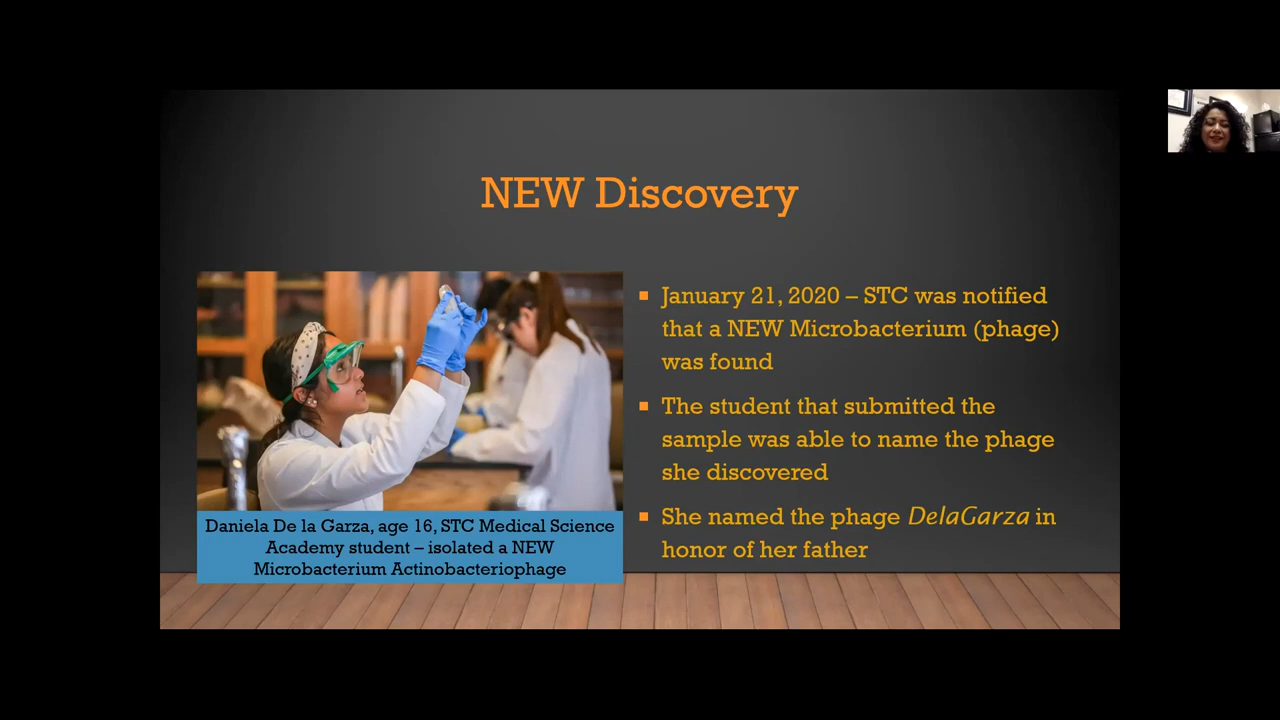 NEW Discovery
January 21, 2020 – STC was notified
that a NEW Microbacterium (phage)
was found
The student that submitted the
sample was able to name the phage
she discovered
She named the phage DelaGarza in
honor of her father
Daniela De la Garza, age 16, STC Medical Science
Academy student – isolated a NEW
Microbacterium Actinobacteriophage